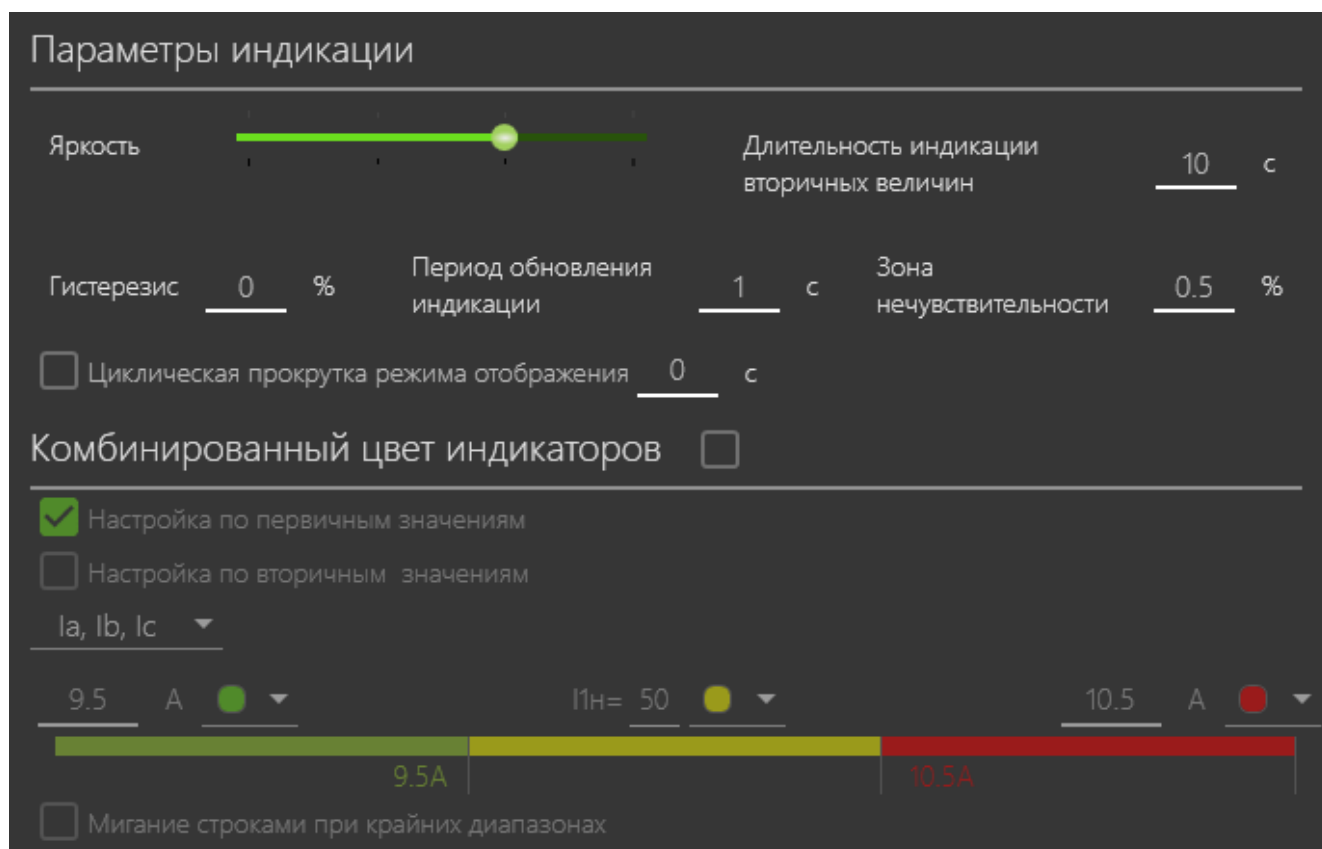 Параметры индикации
Яркость
Длительность индикации
вторичных величин 10 с
Гистерезис 0 %
Период обновления
индикации 1 с
Зона
нечувствительности 0.5 %
Циклическая прокрутка режима отображения 0 с
Комбинированный цвет индикаторов
Настройка по первичным значениям
Настройка по вторичным значениям
Ia, Ib, Ic
9.5 A I1н= 50 10.5 A
9.5A 10.5A
Мигание строками при крайних диапазонах